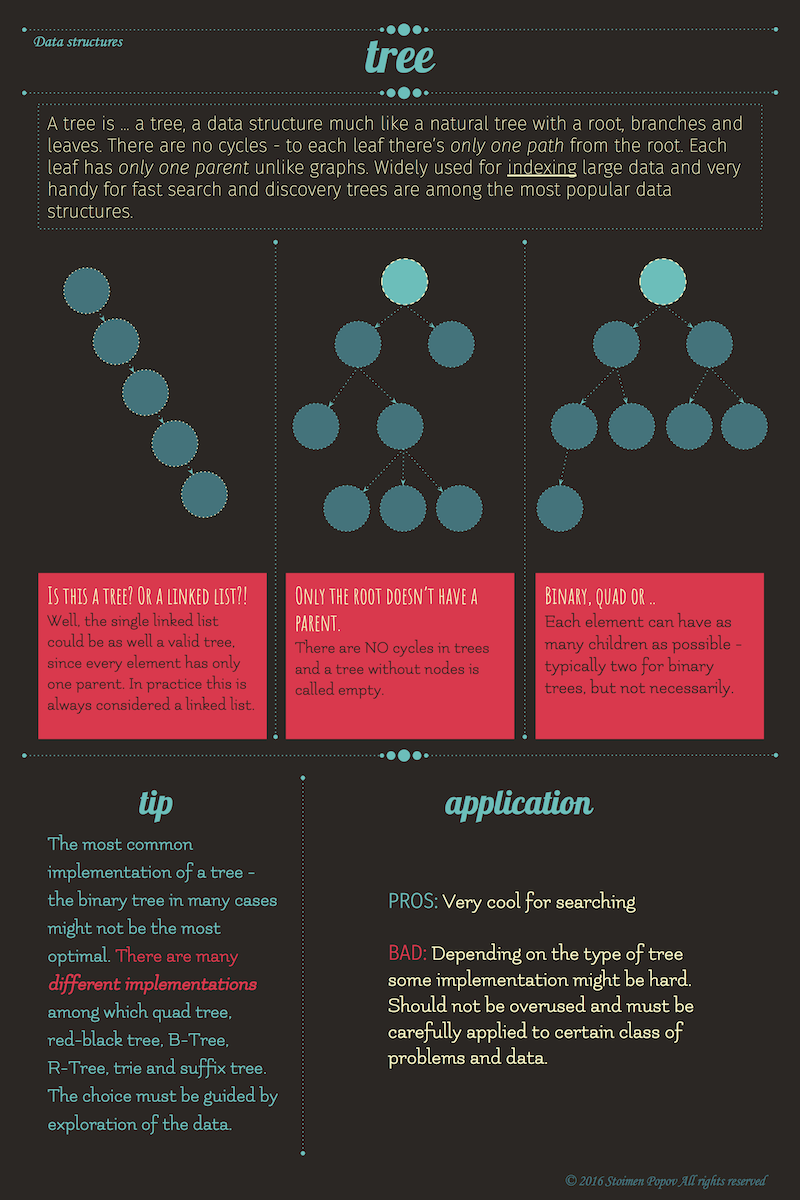 Data structures
tree
A tree is ... a tree, a data structure much like a natural tree with a root, branches and
leaves. There are no cycles - to each leaf there's only one path from the root. Each
leaf has only one parent unlike graphs. Widely used for indexing large data and very
handy for fast search and discovery trees are among the most popular data
structures.
Is this a tree? Or a linked list?!
Well, the single linked list
could be as well a valid tree,
since every element has only
one parent. In practice this is
always considered a linked list.
Only the root doesn't have a
parent.
There are NO cycles in trees
and a tree without nodes is
called empty.
Binary, quad or ..
Each element can have as
many children as possible -
typically two for binary
trees, but not necessarily.
tip
The most common
implementation of a tree -
the binary tree in many cases
might not be the most
optimal. There are many
different implementations
among which quad tree,
red-black tree, B-Tree,
R-Tree, trie and suffix tree.
The choice must be guided by
exploration of the data.
application
PROS: Very cool for searching
BAD: Depending on the type of tree
some implementation might be hard.
Should not be overused and must be
carefully applied to certain class of
problems and data.
© 2016 Stoimen Popov All rights reserved